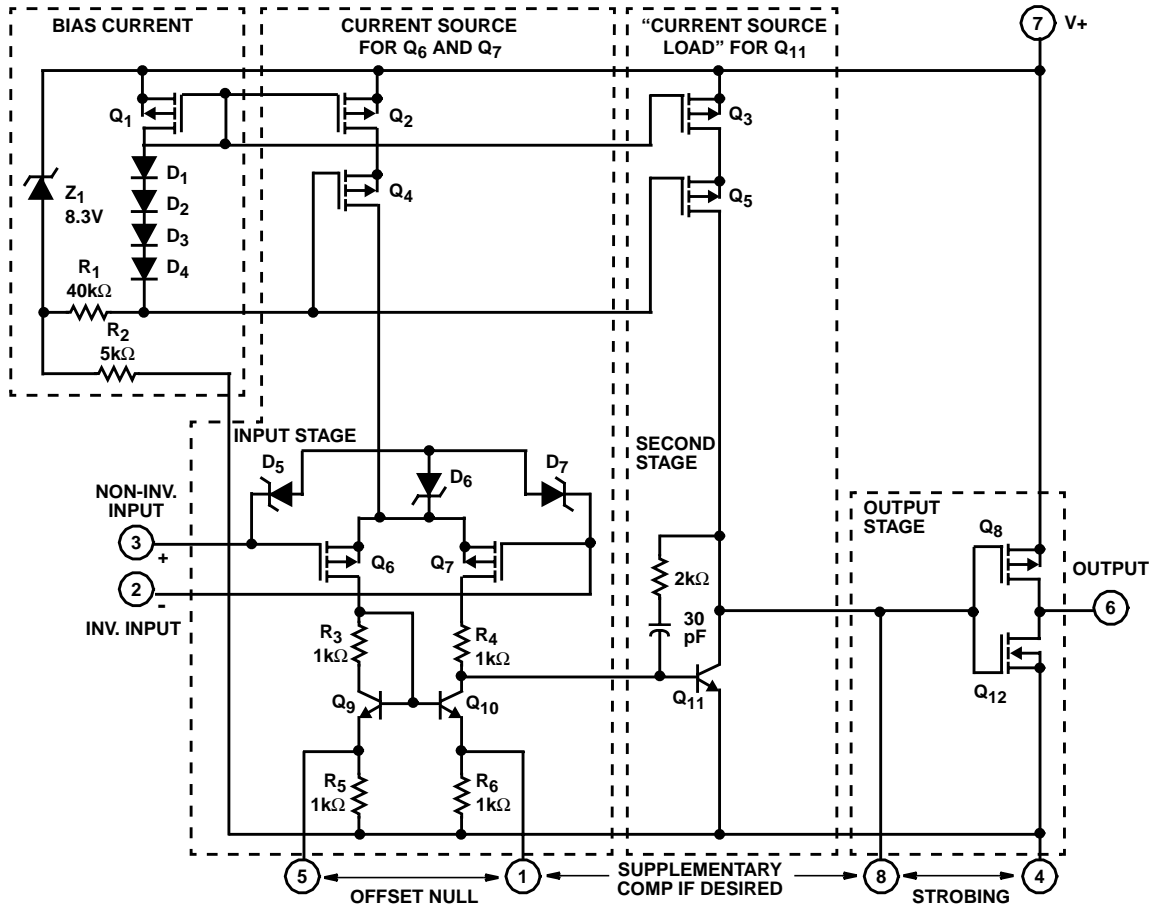 BIAS CURRENT
CURRENT SOURCE
FOR Q6 AND Q7
“CURRENT SOURCE
LOAD” FOR Q11
7
V+
Q1
Q2
Q3
D1
Z1
8.3V
D2
Q4
Q5
D3
D4
R1
40kΩ
R2
5kΩ
INPUT STAGE
D5
D6
D7
SECOND
STAGE
NON-INV.
INPUT
3
+
2
-
INV. INPUT
Q6
Q7
2kΩ
30
pF
OUTPUT
STAGE
Q8
OUTPUT
6
R3
1kΩ
R4
1kΩ
Q9
Q10
Q11
Q12
R5
1kΩ
R6
1kΩ
5
OFFSET NULL
1
SUPPLEMENTARY
COMP IF DESIRED
8
STROBING
4